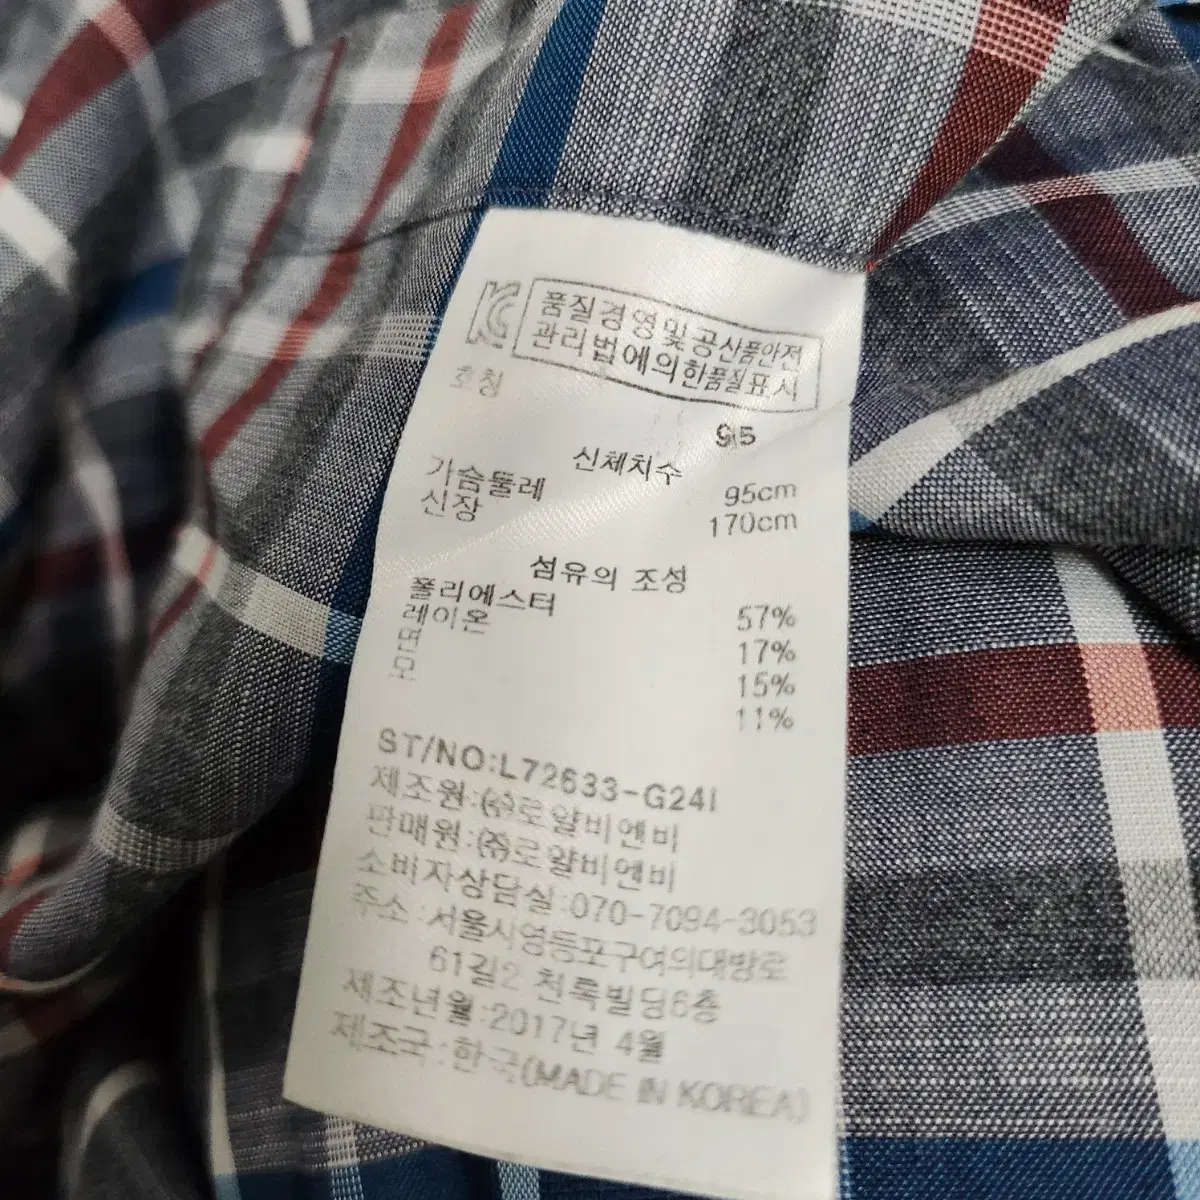 KC 품질경영및공산품안전
관리법에의한품질표시
호칭
95
신체치수
가슴둘레 95cm
신장 170cm
섬유의 조성
폴리에스터 57%
레이온 17%
면 15%
모 11%
ST/NO:L72633-G24I
제조원:㈜로얄비엔비
판매원:㈜로얄비엔비
소비자상담실:070-7094-3053
주소:서울시영등포구여의대방로
61길2 천록빌딩6층
제조년월:2017년 4월
제조국:한국(MADE IN KOREA)